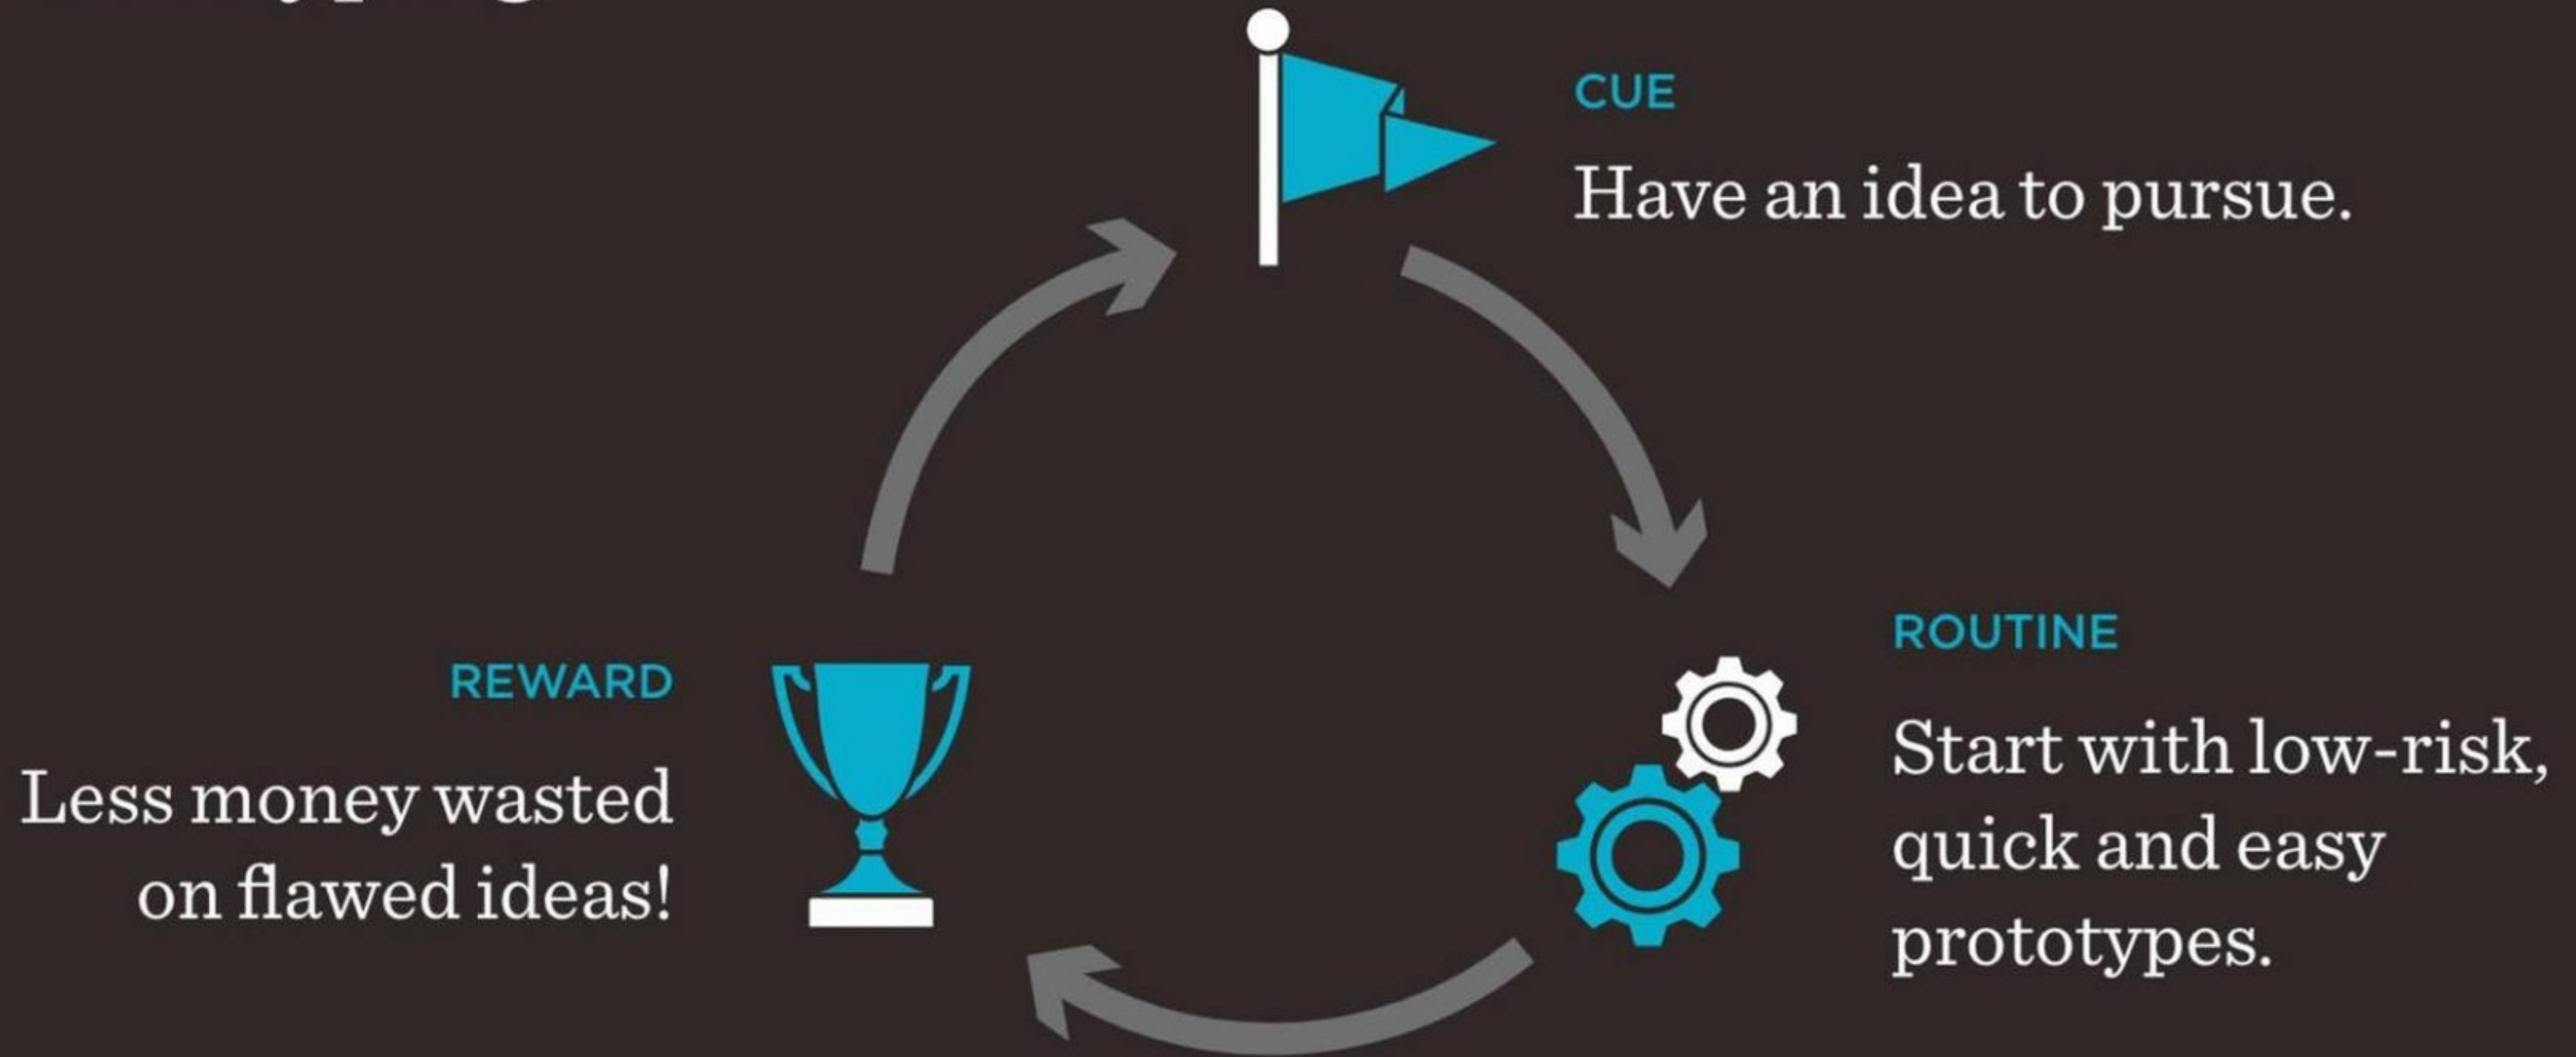 CUE
Have an idea to pursue.
ROUTINE
Start with low-risk,
quick and easy
prototypes.
REWARD
Less money wasted
on flawed ideas!